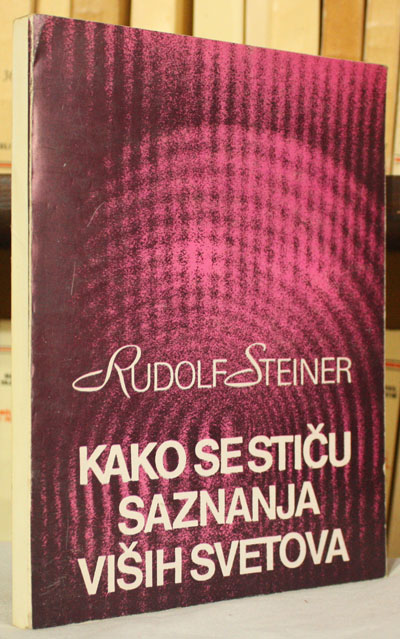 RUDOLF STEINER
KAKO SE STIČU
SAZNANJA
VIŠIH SVETOVA